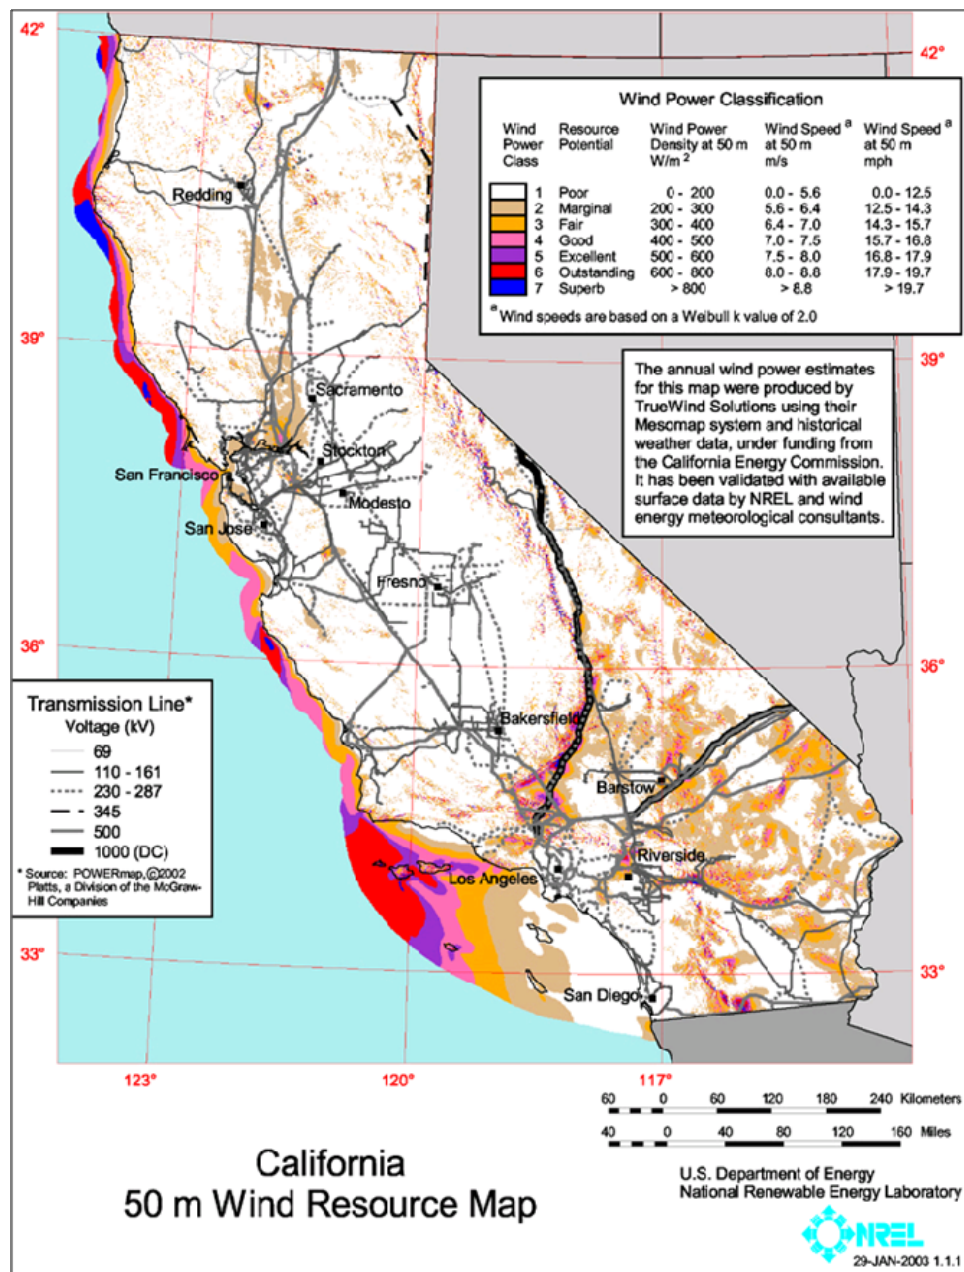 42°
42°
Wind Power Classification
Wind Power Class
Resource Potential
Wind Power Density at 50 m W/m 2
Wind Speed a at 50 m m/s
Wind Speed a at 50 m mph
1 Poor 0 - 200 0.0 - 5.6 0.0 - 12.5
2 Marginal 200 - 300 5.6 - 6.4 12.5 - 14.3
3 Fair 300 - 400 6.4 - 7.0 14.3 - 15.7
4 Good 400 - 500 7.0 - 7.5 15.7 - 16.8
5 Excellent 500 - 600 7.5 - 8.0 16.8 - 17.9
6 Outstanding 600 - 800 8.0 - 8.8 17.9 - 19.7
7 Superb > 800 > 8.8 > 19.7
a Wind speeds are based on a Weibull k value of 2.0
Redding
39°
39°
The annual wind power estimates
for this map were produced by
TrueWind Solutions using their
Mesomap system and historical
weather data, under funding from
the California Energy Commission.
It has been validated with available
surface data by NREL and wind
energy meteorological consultants.
Sacramento
Stockton
San Francisco
Modesto
San Jose
Fresno
36°
36°
Transmission Line*
Voltage (kV)
69
110 - 161
230 - 287
345
500
1000 (DC)
* Source: POWERmap, ©2002
Platts, a Division of the McGraw-
Hill Companies
Bakersfield
Barstow
Riverside
Los Angeles
33°
33°
San Diego
123°
120°
117°
60 0 60 120 180 240 Kilometers
40 0 40 80 120 160 Miles
California
50 m Wind Resource Map
U.S. Department of Energy
National Renewable Energy Laboratory
NREL
29-JAN-2003 1.1.1